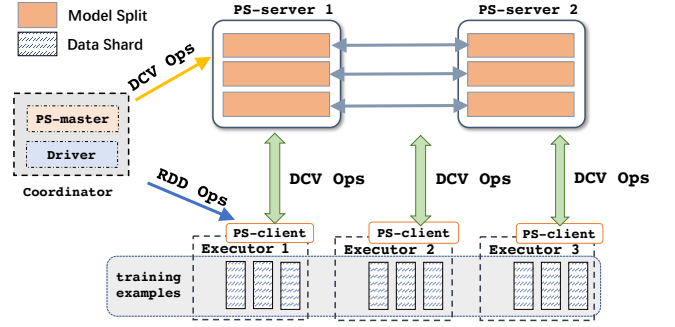 Model Split
Data Shard
PS-server 1
PS-server 2
DCV Ops
PS-master
Driver
Coordinator
RDD Ops
DCV Ops
DCV Ops
DCV Ops
PS-client
PS-client
PS-client
Executor 1
Executor 2
Executor 3
training
examples